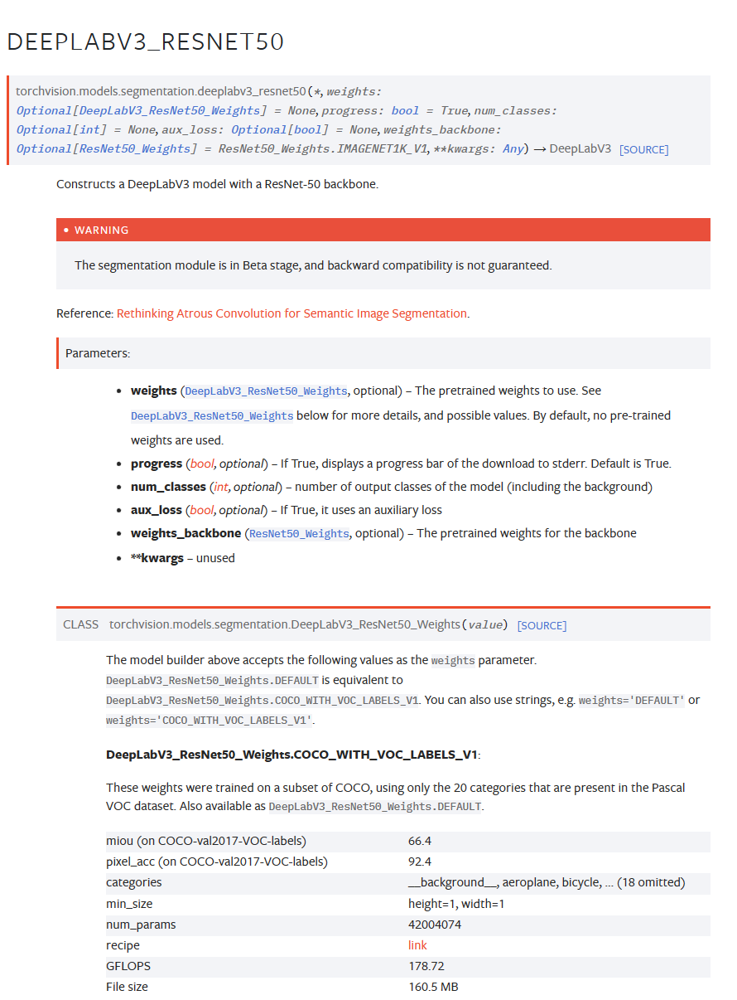 DEEPLABV3_RESNET50
torchvision.models.segmentation.deeplabv3_resnet50(*, weights:
Optional[DeepLabV3_ResNet50_Weights] = None, progress: bool = True, num_classes:
Optional[int] = None, aux_loss: Optional[bool] = None, weights_backbone:
Optional[ResNet50_Weights] = ResNet50_Weights.IMAGENET1K_V1, **kwargs: Any) → DeepLabV3 [SOURCE]
Constructs a DeepLabV3 model with a ResNet-50 backbone.
• WARNING
The segmentation module is in Beta stage, and backward compatibility is not guaranteed.
Reference: Rethinking Atrous Convolution for Semantic Image Segmentation.
Parameters:
• weights (DeepLabV3_ResNet50_Weights, optional) – The pretrained weights to use. See
DeepLabV3_ResNet50_Weights below for more details, and possible values. By default, no pre-trained
weights are used.
• progress (bool, optional) – If True, displays a progress bar of the download to stderr. Default is True.
• num_classes (int, optional) – number of output classes of the model (including the background)
• aux_loss (bool, optional) – If True, it uses an auxiliary loss
• weights_backbone (ResNet50_Weights, optional) – The pretrained weights for the backbone
• **kwargs – unused
CLASS torchvision.models.segmentation.DeepLabV3_ResNet50_Weights(value) [SOURCE]
The model builder above accepts the following values as the weights parameter.
DeepLabV3_ResNet50_Weights.DEFAULT is equivalent to
DeepLabV3_ResNet50_Weights.COCO_WITH_VOC_LABELS_V1. You can also use strings, e.g. weights='DEFAULT' or
weights='COCO_WITH_VOC_LABELS_V1'.
DeepLabV3_ResNet50_Weights.COCO_WITH_VOC_LABELS_V1:
These weights were trained on a subset of COCO, using only the 20 categories that are present in the Pascal
VOC dataset. Also available as DeepLabV3_ResNet50_Weights.DEFAULT.
miou (on COCO-val2017-VOC-labels) 66.4
pixel_acc (on COCO-val2017-VOC-labels) 92.4
categories __background__, aeroplane, bicycle, … (18 omitted)
min_size height=1, width=1
num_params 42004074
recipe link
GFLOPS 178.72
File size 160.5 MB